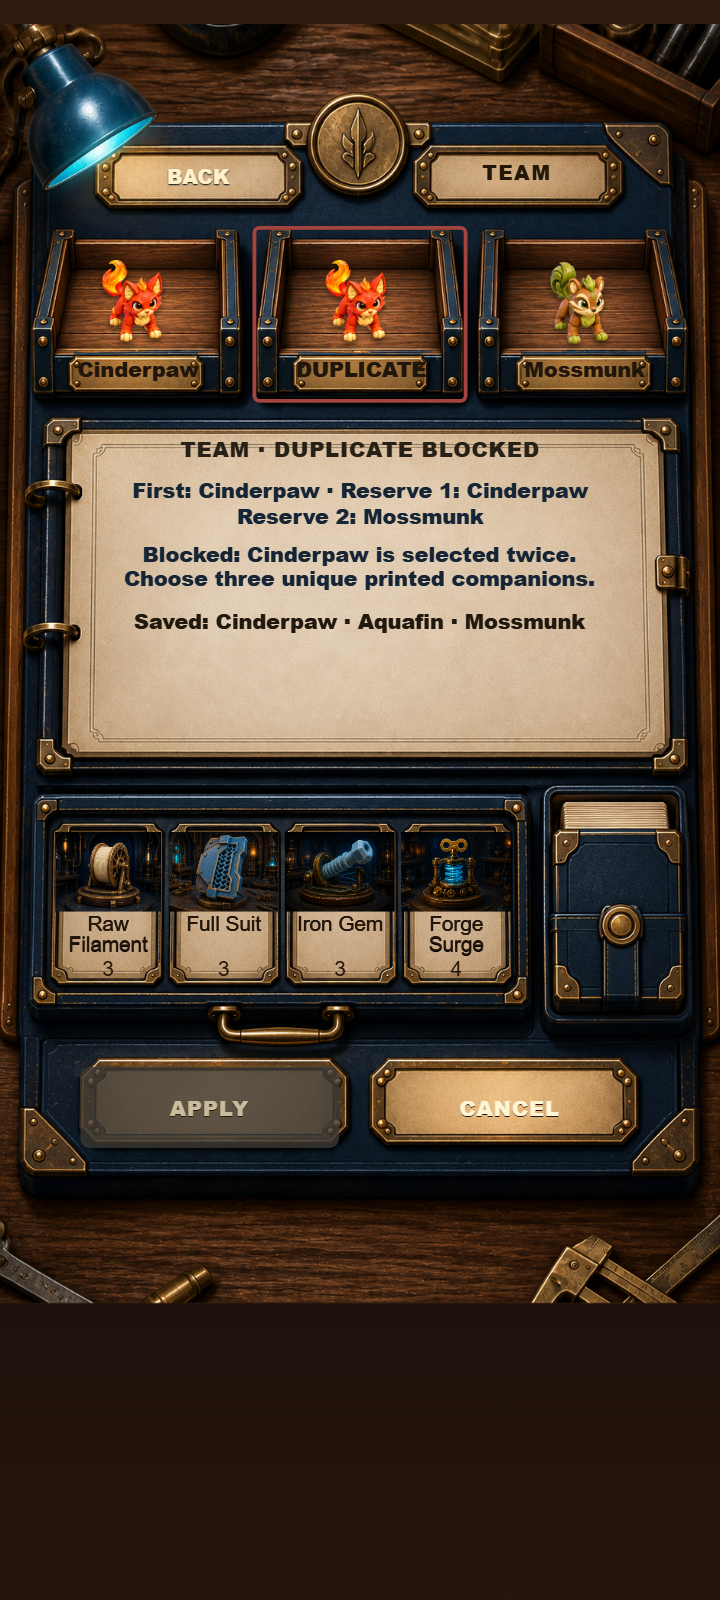 BACK
TEAM
Cinderpaw
DUPLICATE
Mossmunk
TEAM · DUPLICATE BLOCKED
First: Cinderpaw · Reserve 1: Cinderpaw
Reserve 2: Mossmunk
Blocked: Cinderpaw is selected twice.
Choose three unique printed companions.
Saved: Cinderpaw · Aquafin · Mossmunk
Raw
Filament
3
Full Suit
3
Iron Gem
3
Forge
Surge
4
APPLY
CANCEL